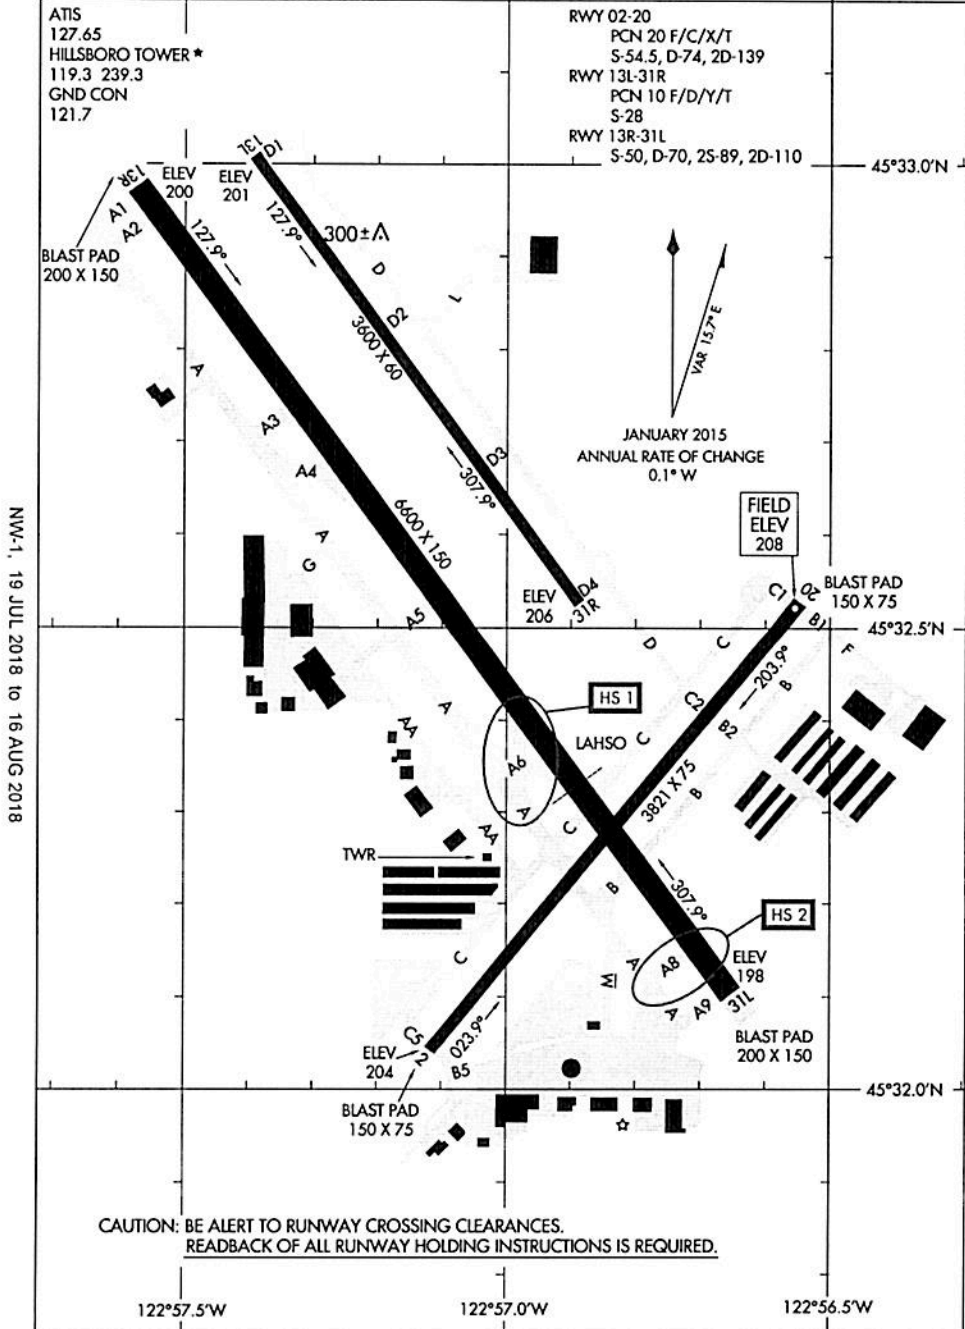 ATIS
127.65
HILLSBORO TOWER★
119.3 239.3
GND CON
121.7
RWY 02-20
PCN 20 F/C/X/T
S-54.5, D-74, 2D-139
RWY 13L-31R
PCN 10 F/D/Y/T
S-28
RWY 13R-31L
S-50, D-70, 2S-89, 2D-110
45°33.0'N
13L
D1
13R
ELEV
200
ELEV
201
A1
A2
127.9°
127.9°
300±
BLAST PAD
200 X 150
D
L
D2
3600 X 60
VAR 15.7° E
A
A3
JANUARY 2015
ANNUAL RATE OF CHANGE
0.1° W
A4
D3
307.9°
6600 X 150
FIELD
ELEV
208
A
G
NW-1, 19 JUL 2018 to 16 AUG 2018
ELEV
206
D4
31R
C1
20
BLAST PAD
150 X 75
B1
A5
45°32.5'N
D
C
F
203.9°
B
HS 1
A
AA
C2
B2
LAHSO
C
A6
3821 X 75
B
A
C
AA
TWR
307.9°
B
HS 2
C
A
A8
ELEV
198
W
A
A9
31L
C5
2
023.9°
B5
ELEV
204
BLAST PAD
200 X 150
45°32.0'N
BLAST PAD
150 X 75
CAUTION: BE ALERT TO RUNWAY CROSSING CLEARANCES.
READBACK OF ALL RUNWAY HOLDING INSTRUCTIONS IS REQUIRED.
122°57.5'W
122°57.0'W
122°56.5'W